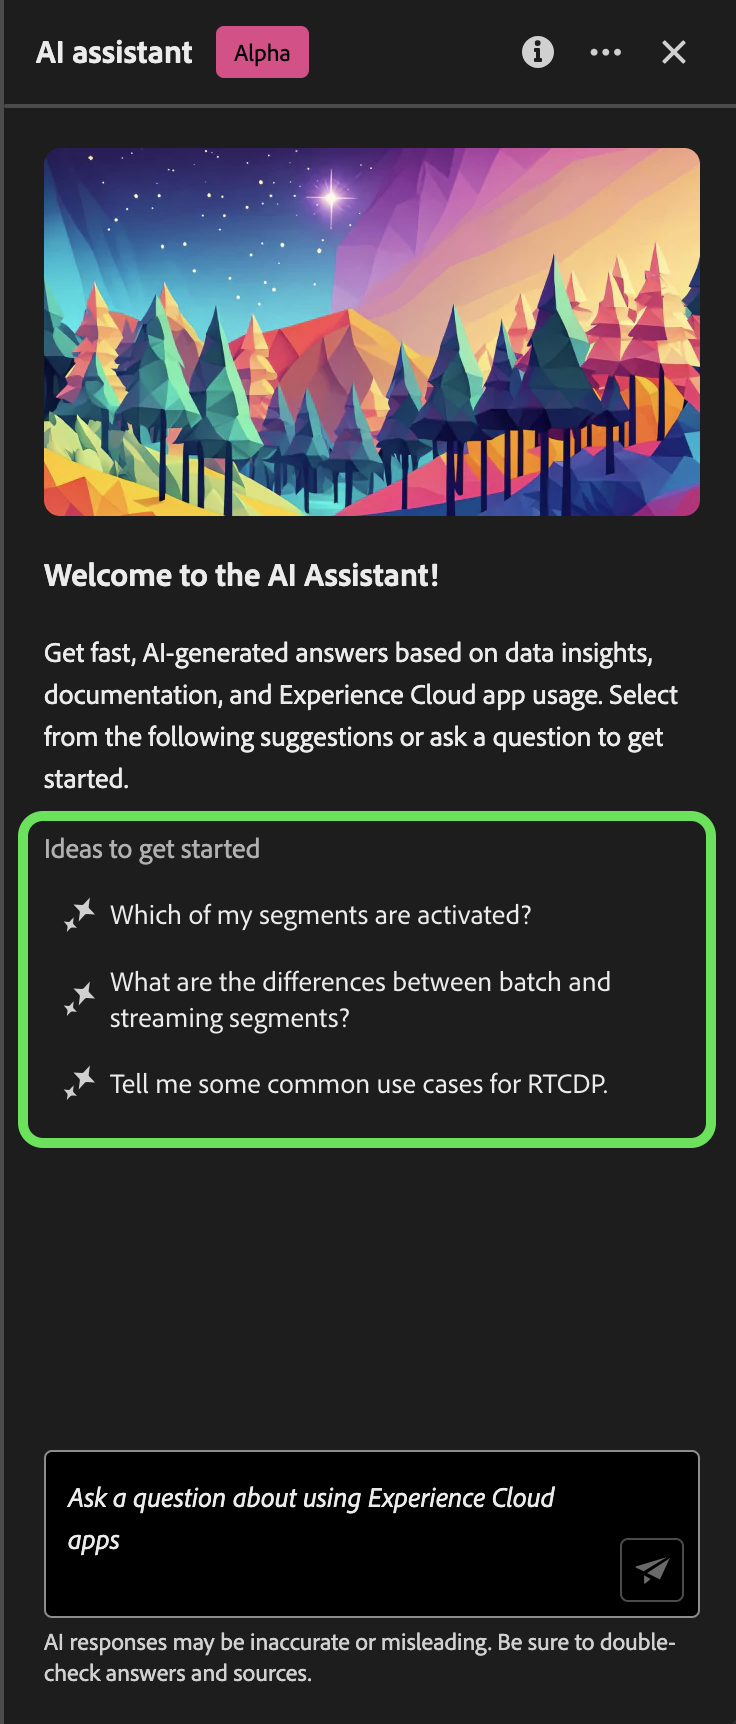 AI assistant
Alpha
Welcome to the AI Assistant!
Get fast, AI-generated answers based on data insights,
documentation, and Experience Cloud app usage. Select
from the following suggestions or ask a question to get
started.
Ideas to get started
Which of my segments are activated?
What are the differences between batch and
streaming segments?
Tell me some common use cases for RTCDP.
Ask a question about using Experience Cloud
apps
AI responses may be inaccurate or misleading. Be sure to double-
check answers and sources.